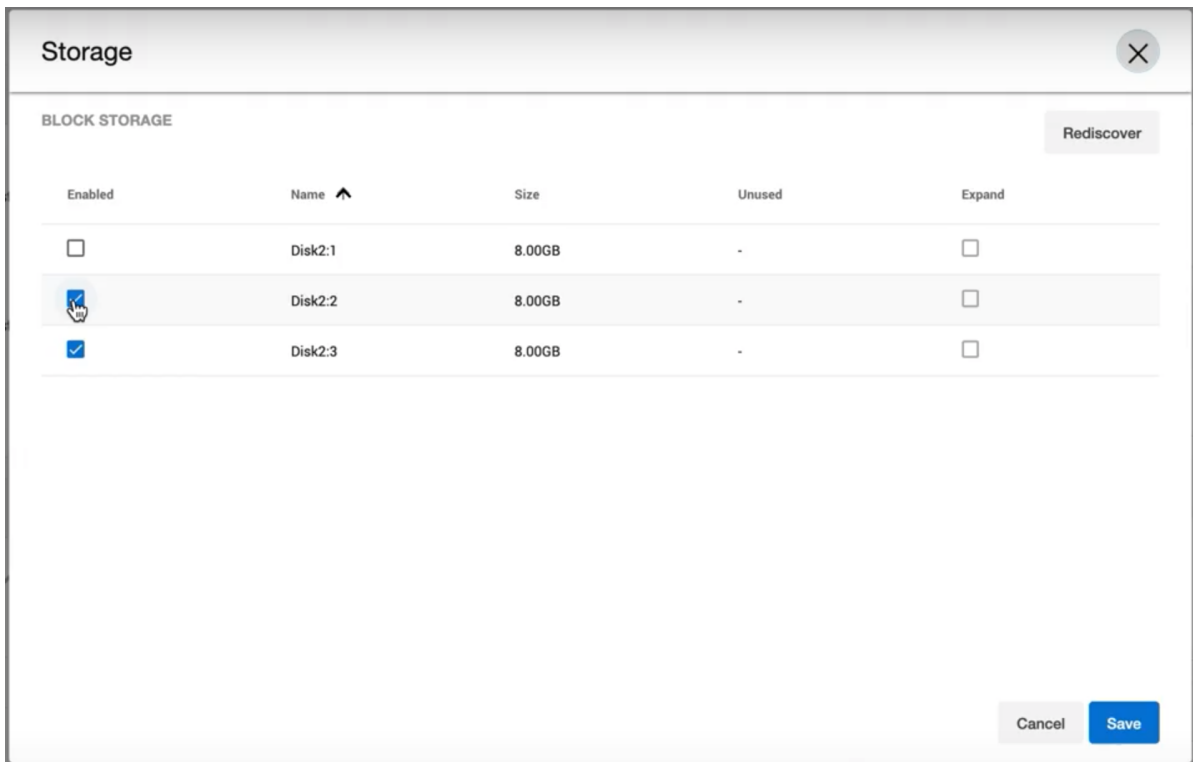 Storage
BLOCK STORAGE
Rediscover
Enabled Name Size Unused Expand
Disk2:1 8.00GB -
Disk2:2 8.00GB -
Disk2:3 8.00GB -
Cancel Save